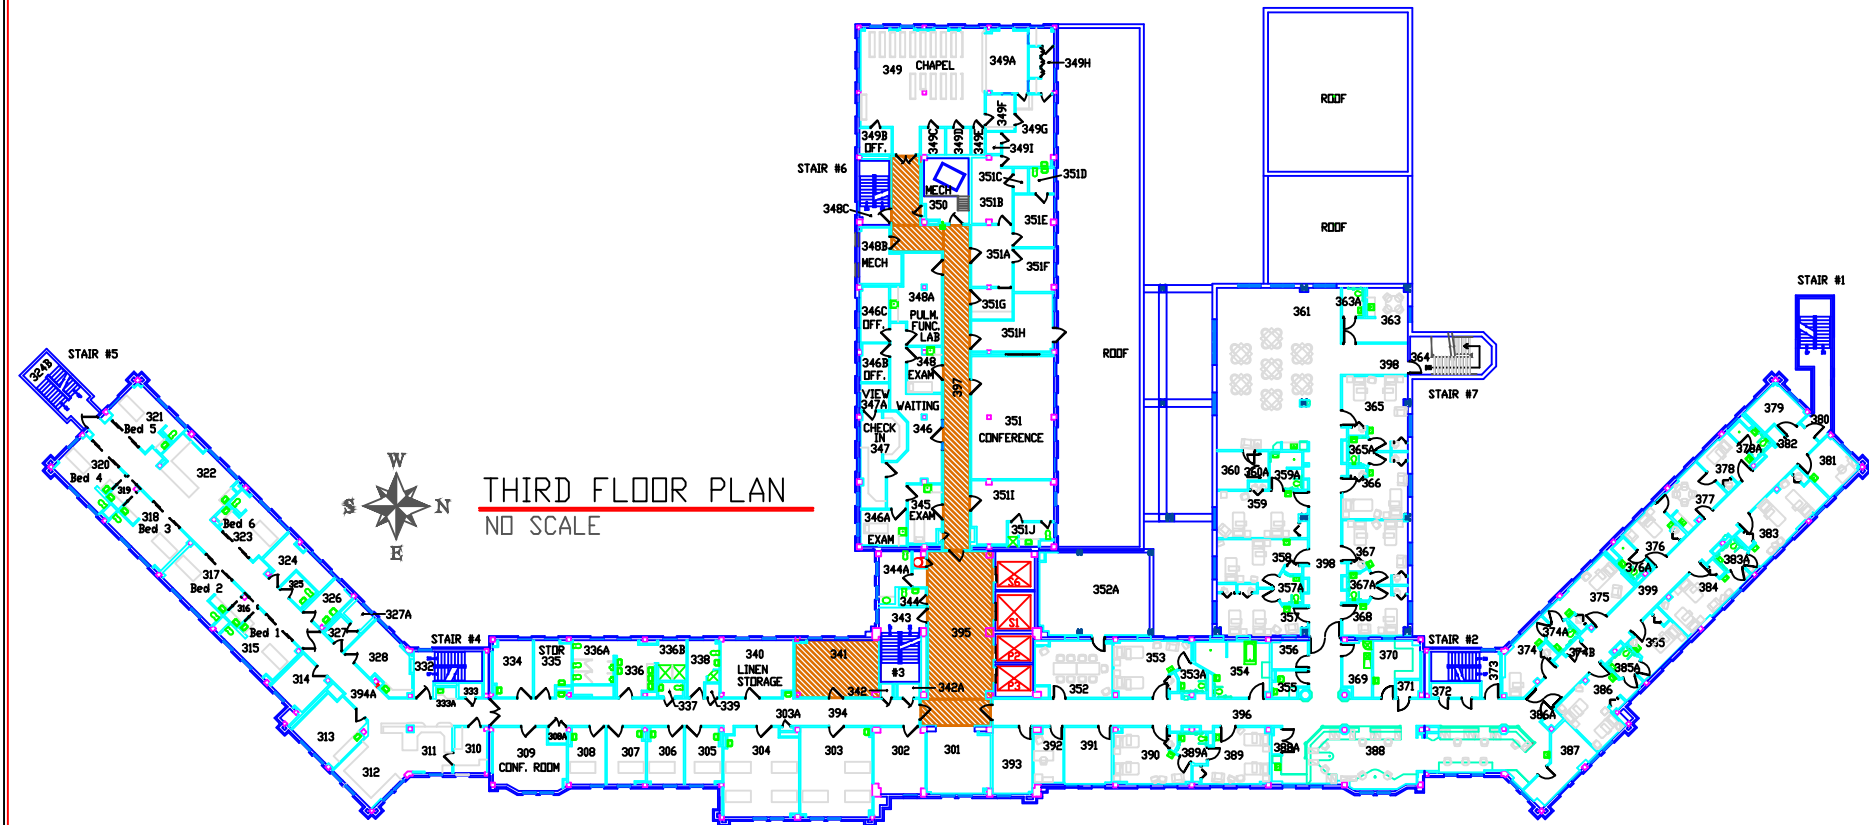 349
CHAPEL
349A
349H
349B
OFF.
349C
349D
349E
349F
349G
349I
ROOF
STAIR #6
MECH
350
351C
351D
351B
348C
351E
ROOF
348B
MECH
351A
351F
STAIR #1
348A
PULM.
FUNC.
LAB
346C
OFF.
351G
351H
361
363A
363
ROOF
STAIR #5
324B
346B
OFF.
348
EXAM
397
398
364
STAIR #7
VIEW
347A
WAITING
346
CHECK
IN
347
351
CONFERENCE
365
365A
366
379
380
382
381
378A
378
377
321
Bed 5
320
Bed 4
319
322
318
Bed 3
Bed 6
323
W
S
N
E
THIRD FLOOR PLAN
NO SCALE
345
EXAM
346A
EXAM
351I
351J
360
360A
359A
359
383
376
376A
383A
324
317
Bed 2
325
326
316
Bed 1
327
327A
315
344A
344
343
S1
P2
P3
395
352A
358
357A
357
398
367
367A
368
399
384
375
374A
374B
374
385A
386
386A
STAIR #4
328
332
333
333A
314
394A
313
312
311
310
334
STOR
335
336A
336
336B
338
337
339
340
LINEN
STORAGE
341
342
#3
342A
303A
394
352
353
353A
354
355
356
369
370
371
STAIR #2
372
373
396
309
CONF. ROOM
308A
308
307
306
305
304
303
302
301
393
392
391
390
389A
389
388A
388
387